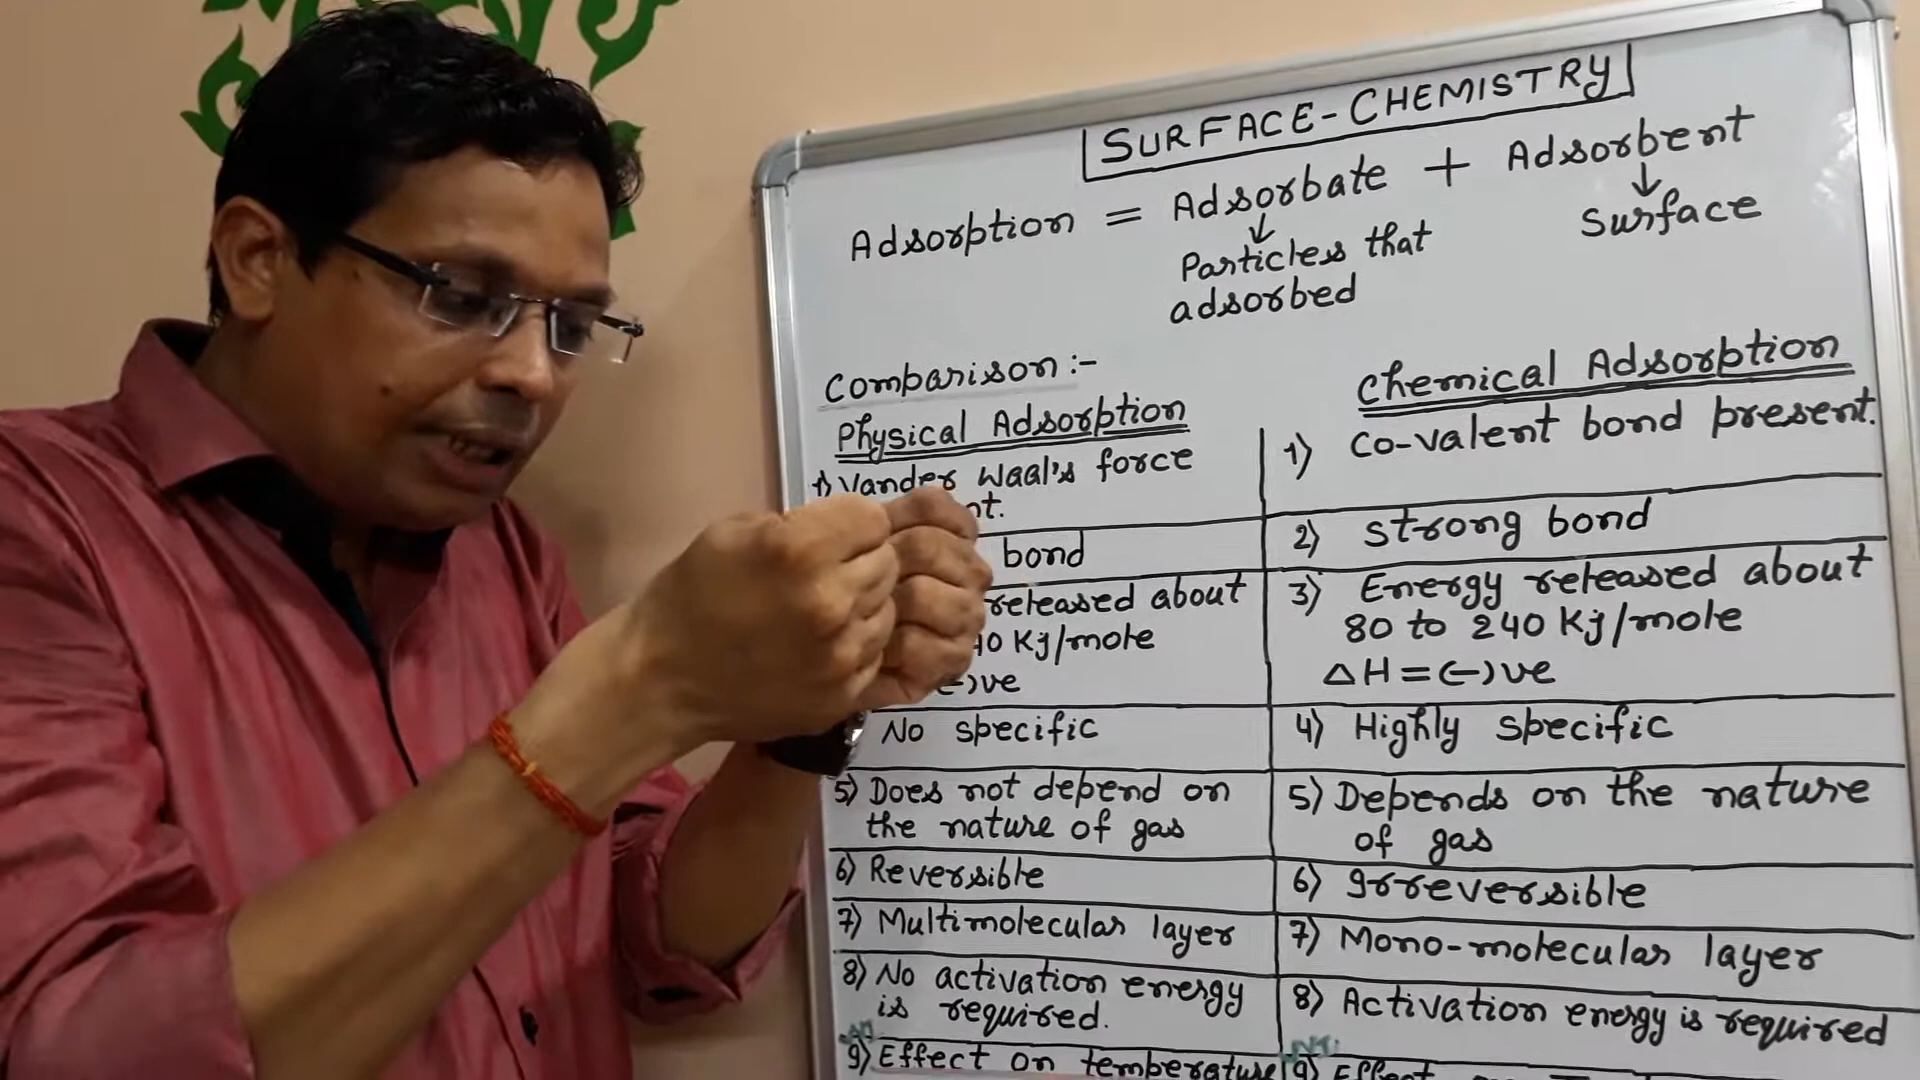 SURFACE-CHEMISTRY
Adsorption = Adsorbate + Adsorbent
↓ ↓
Particles that Surface
adsorbed
Comparison :-
Physical Adsorption
1) Vander Waal's force
bond
released about
Kj/mole
ve
No specific
5) Does not depend on
the nature of gas
6) Reversible
7) Multimolecular layer
8) No activation energy
is required.
9) Effect on temperature
Chemical Adsorption
1) Co-valent bond present.
2) Strong bond
3) Energy released about
80 to 240 Kj/mole
△H = (-)ve
4) Highly specific
5) Depends on the nature
of gas
6) Irreversible
7) Mono-molecular layer
8) Activation energy is required
9)